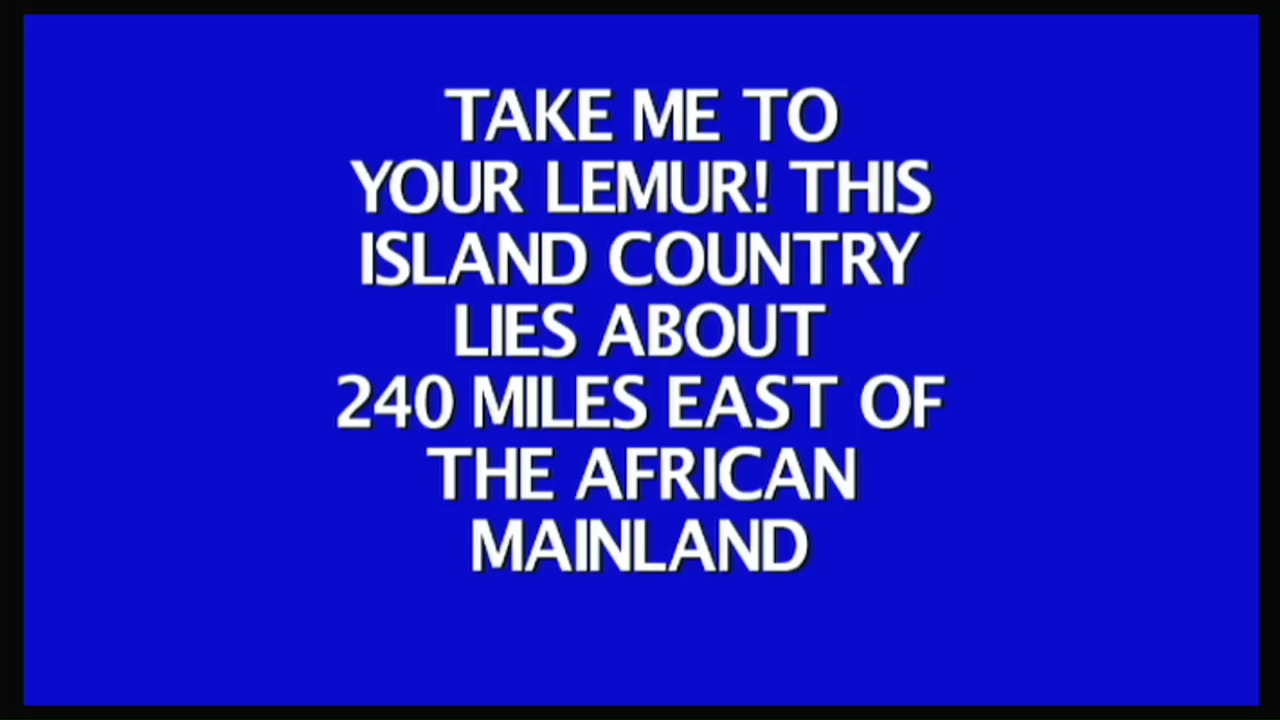 TAKE ME TO
YOUR LEMUR! THIS
ISLAND COUNTRY
LIES ABOUT
240 MILES EAST OF
THE AFRICAN
MAINLAND